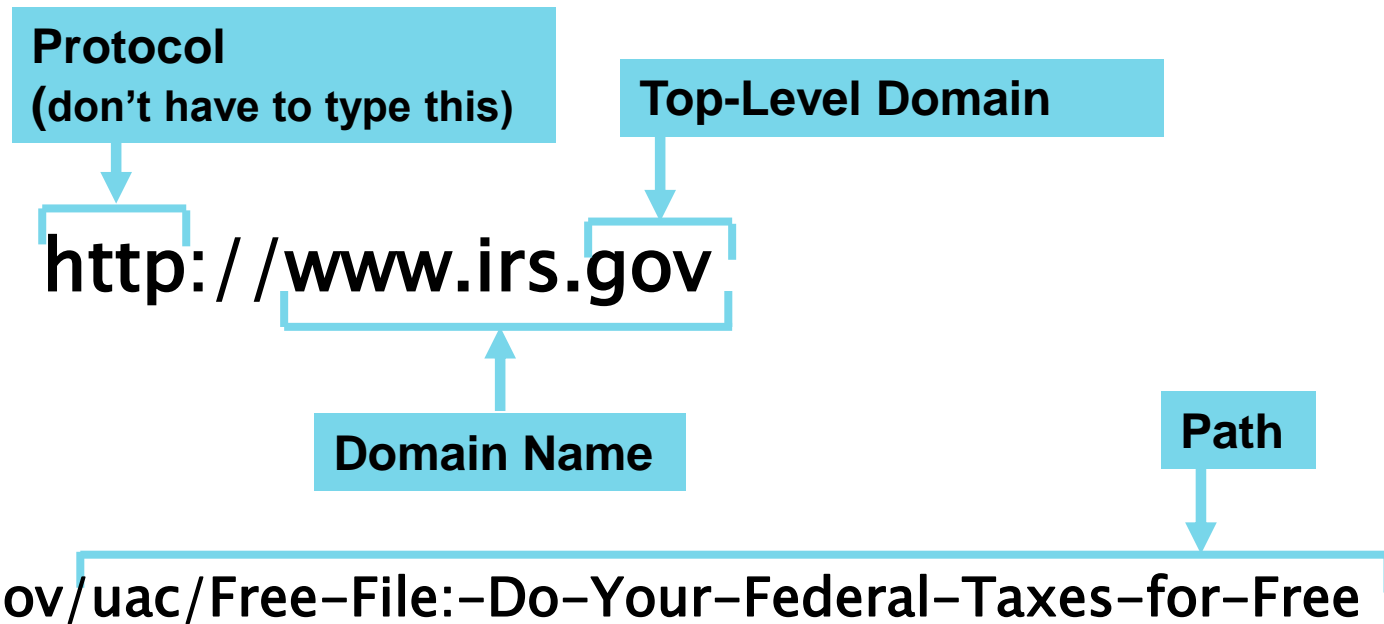 Protocol
(don’t have to type this)
Top-Level Domain
http://www.irs.gov
Domain Name
Path
ov/uac/Free–File:–Do–Your–Federal–Taxes–for–Free